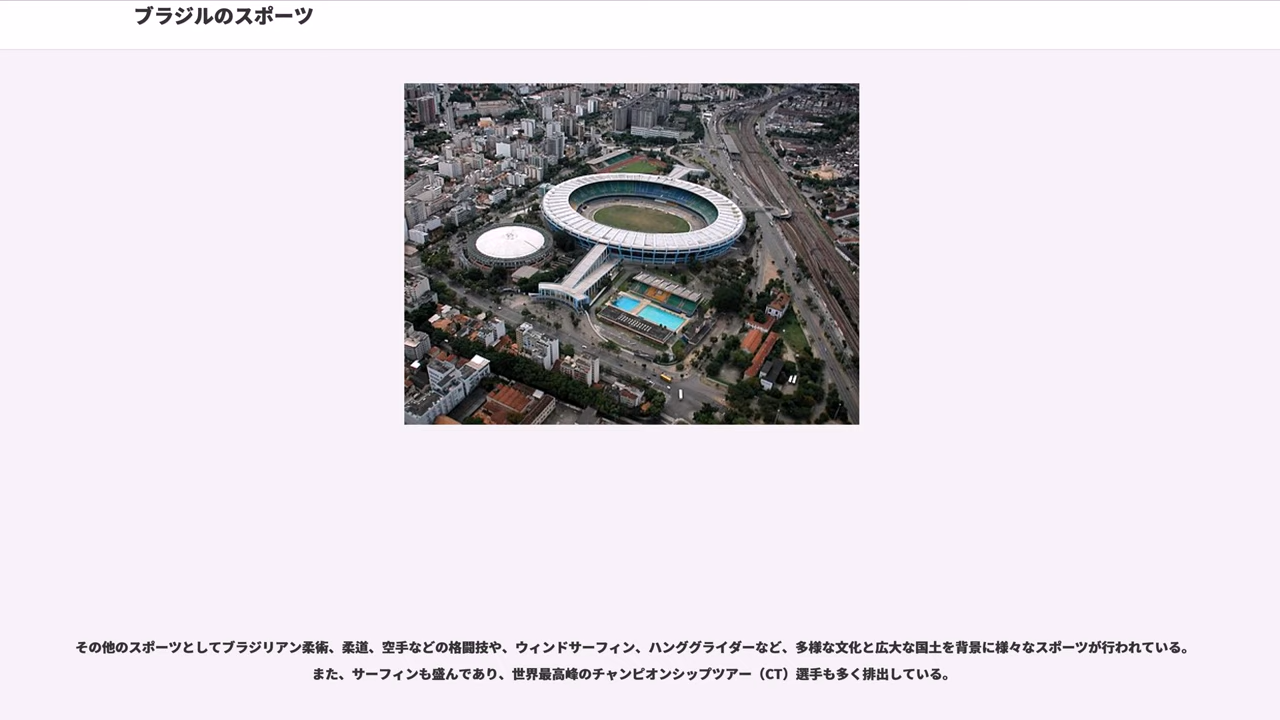 ブラジルのスポーツ
その他のスポーツとしてブラジリアン柔術、柔道、空手などの格闘技や、ウィンドサーフィン、ハンググライダーなど、多様な文化と広大な国土を背景に様々なスポーツが行われている。
また、サーフィンも盛んであり、世界最高峰のチャンピオンシップツアー（CT）選手も多く排出している。